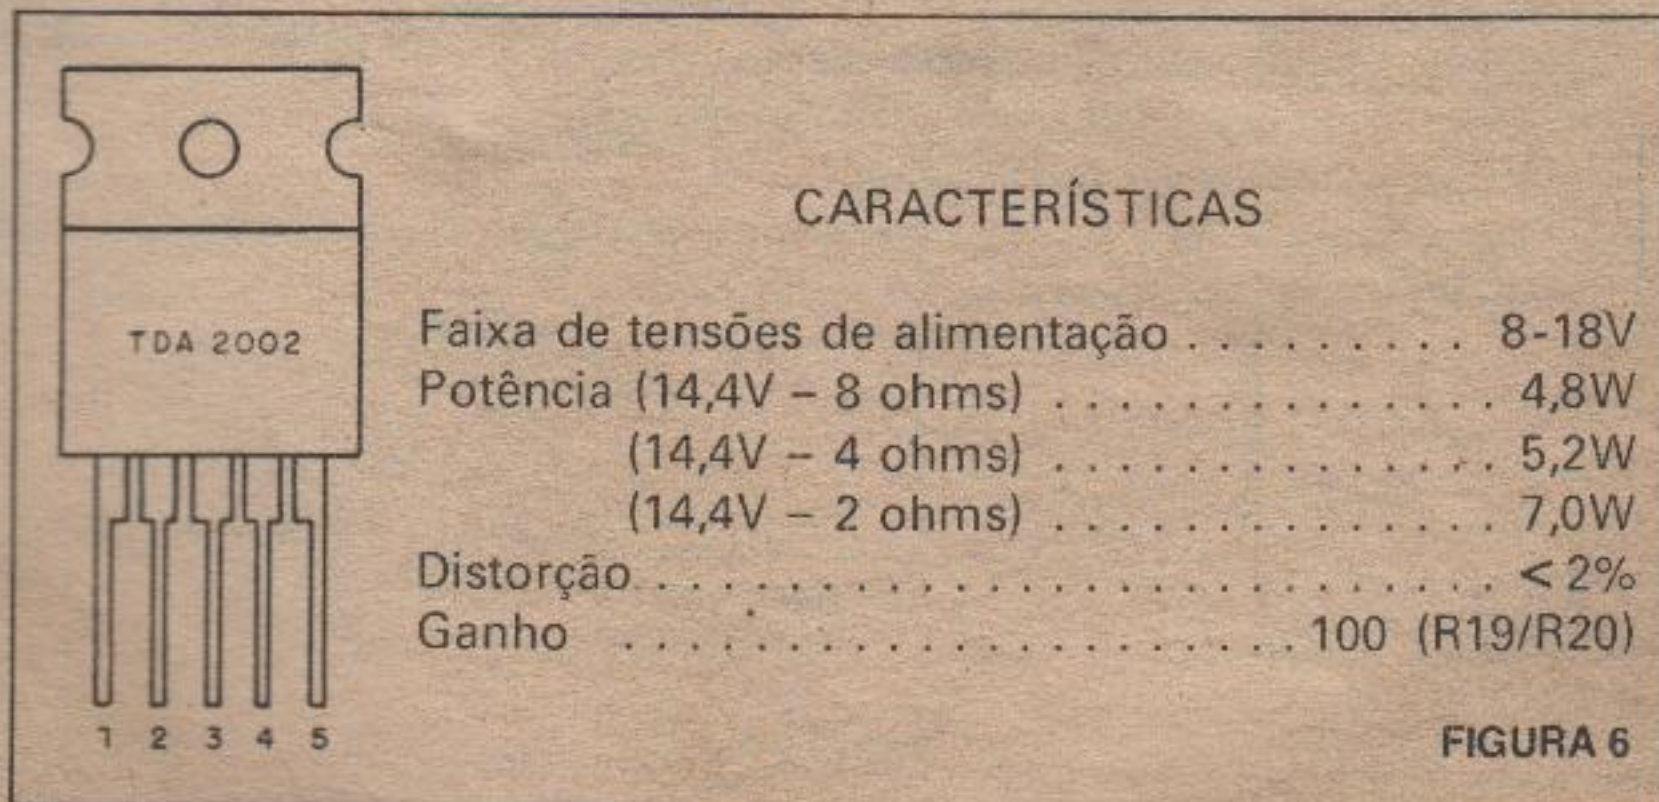 CARACTERÍSTICAS
TDA 2002
Faixa de tensões de alimentação . . . . . . . . . 8-18V
Potência (14,4V – 8 ohms) . . . . . . . . . . . . . . 4,8W
(14,4V – 4 ohms) . . . . . . . . . . . . . . 5,2W
(14,4V – 2 ohms) . . . . . . . . . . . . . . 7,0W
Distorção . . . . . . . . . . . . . . . . . . . . . . . . . . < 2%
Ganho . . . . . . . . . . . . . . . . . . . . . 100 (R19/R20)
1 2 3 4 5
FIGURA 6